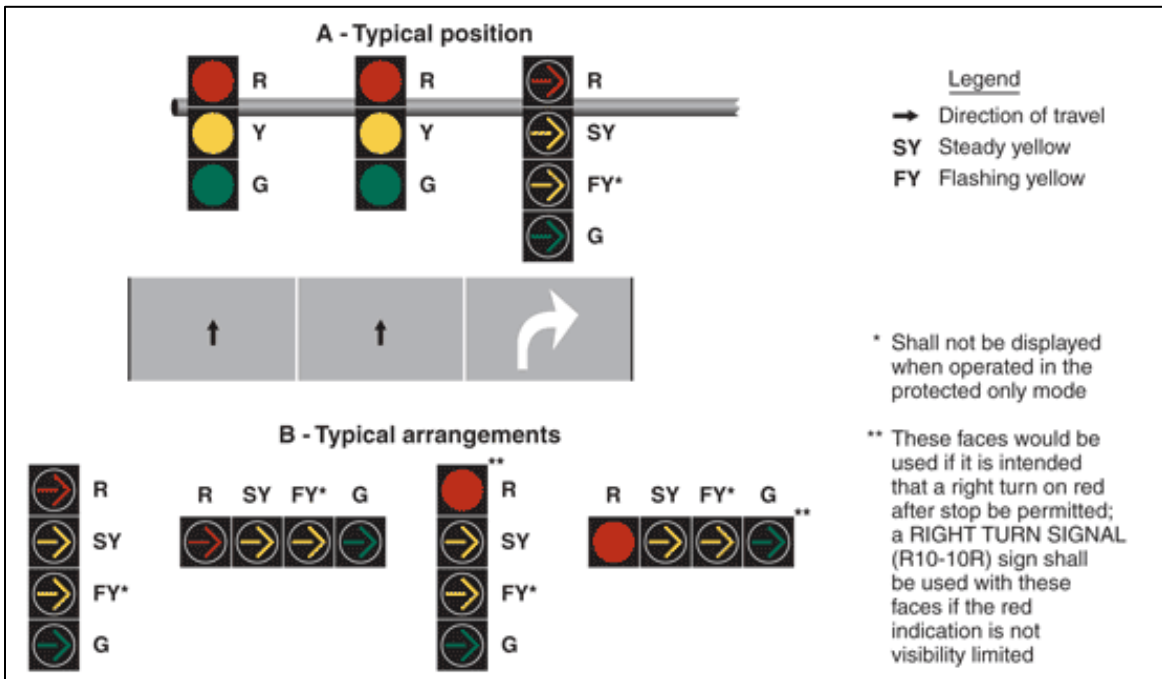 A - Typical position
R R R
Y Y SY
G G FY*
G
Legend
Direction of travel
SY Steady yellow
FY Flashing yellow
* Shall not be displayed
when operated in the
protected only mode
B - Typical arrangements
R
SY
FY*
G
R SY FY* G
**
R
SY
FY*
G
R SY FY* G
**
** These faces would be
used if it is intended
that a right turn on red
after stop be permitted;
a RIGHT TURN SIGNAL
(R10-10R) sign shall
be used with these
faces if the red
indication is not
visibility limited